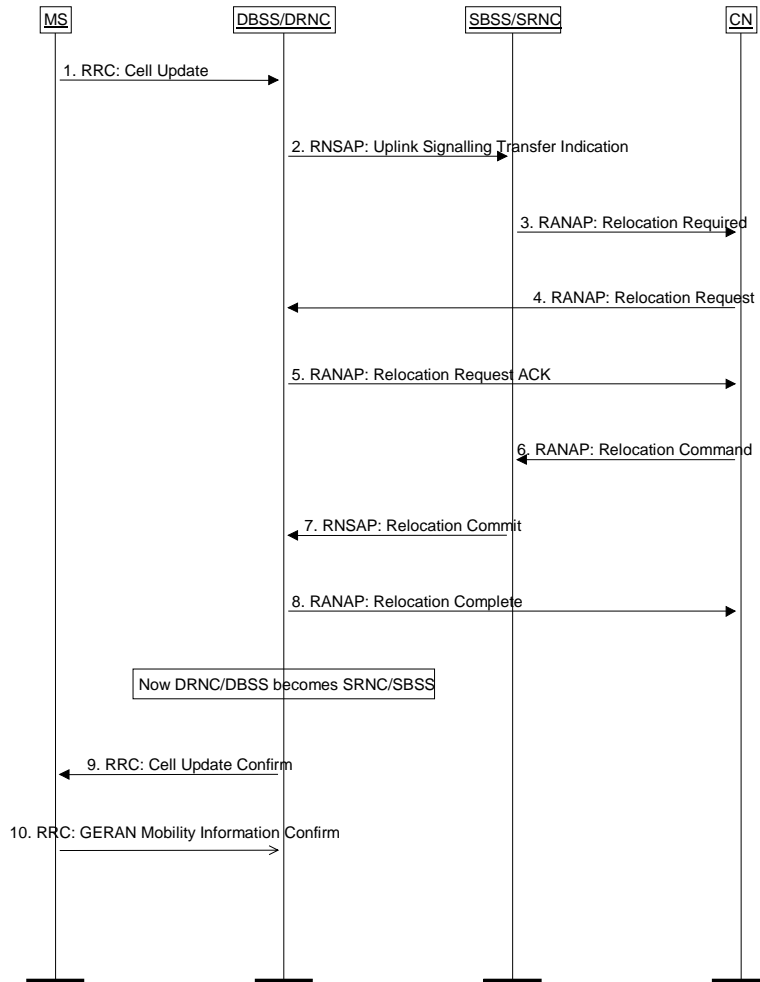 MS
DBSS/DRNC
SBSS/SRNC
CN
1. RRC: Cell Update
2. RNSAP: Uplink Signalling Transfer Indication
3. RANAP: Relocation Required
4. RANAP: Relocation Request
5. RANAP: Relocation Request ACK
6. RANAP: Relocation Command
7. RNSAP: Relocation Commit
8. RANAP: Relocation Complete
Now DRNC/DBSS becomes SRNC/SBSS
9. RRC: Cell Update Confirm
10. RRC: GERAN Mobility Information Confirm